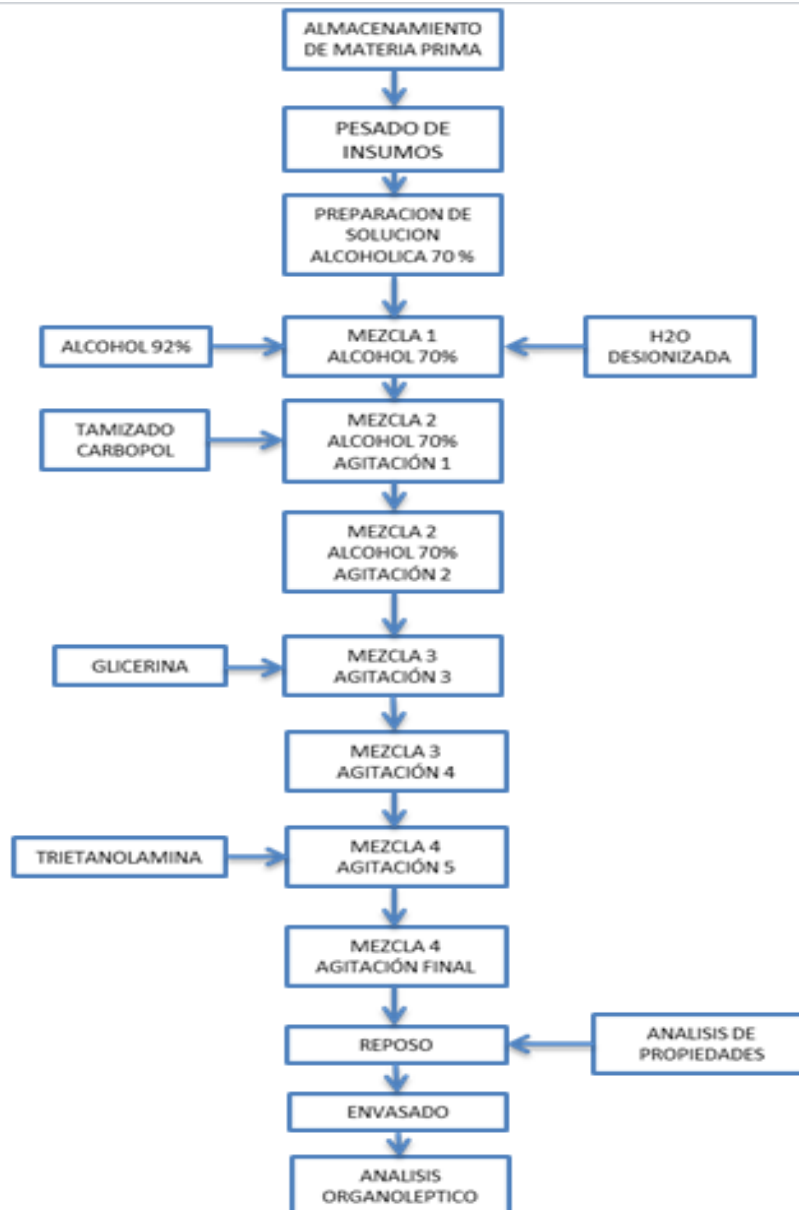 ALMACENAMIENTO
DE MATERIA PRIMA
PESADO DE
INSUMOS
PREPARACION DE
SOLUCION
ALCOHOLICA 70 %
ALCOHOL 92%
MEZCLA 1
ALCOHOL 70%
H2O
DESIONIZADA
TAMIZADO
CARBOPOL
MEZCLA 2
ALCOHOL 70%
AGITACIÓN 1
MEZCLA 2
ALCOHOL 70%
AGITACIÓN 2
GLICERINA
MEZCLA 3
AGITACIÓN 3
MEZCLA 3
AGITACIÓN 4
TRIETANOLAMINA
MEZCLA 4
AGITACIÓN 5
MEZCLA 4
AGITACIÓN FINAL
REPOSO
ANALISIS DE
PROPIEDADES
ENVASADO
ANALISIS
ORGANOLEPTICO